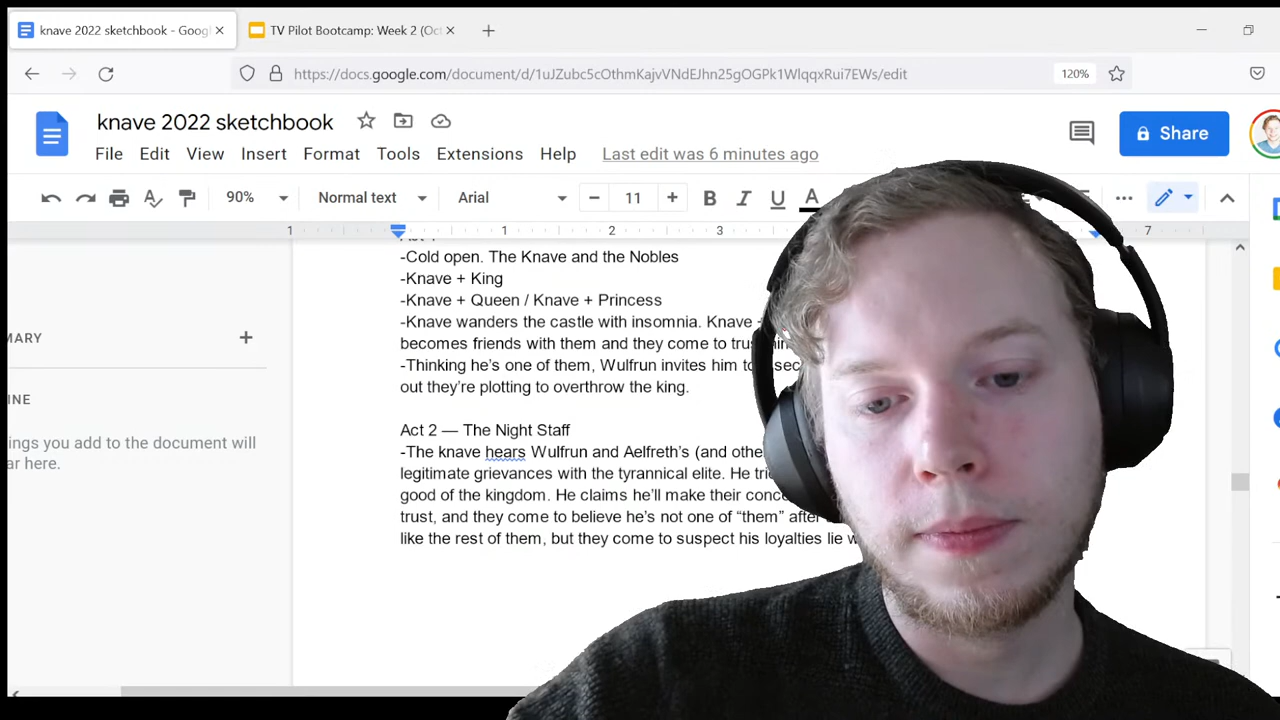 knave 2022 sketchbook - Goog
TV Pilot Bootcamp: Week 2 (Oct
https://docs.google.com/document/d/1uJZubc5cOthmKajvVNdEJhn25gOGPk1WlqqxRui7EWs/edit
120%
knave 2022 sketchbook
Share
File Edit View Insert Format Tools Extensions Help Last edit was 6 minutes ago
90% Normal text Arial 11 B I U A
1 1 2 3 7
-Cold open. The Knave and the Nobles
-Knave + King
-Knave + Queen / Knave + Princess
-Knave wanders the castle with insomnia. Knave
becomes friends with them and they come to
-Thinking he's one of them, Wulfrun invites him
out they're plotting to overthrow the king.
Act 2 — The Night Staff
-The knave hears Wulfrun and Aelfreth's (and
legitimate grievances with the tyrannical elite. He
good of the kingdom. He claims he'll make their
trust, and they come to believe he's not one of "them"
like the rest of them, but they come to suspect his loyalties lie
MARY
INE
ings you add to the document will
ar here.